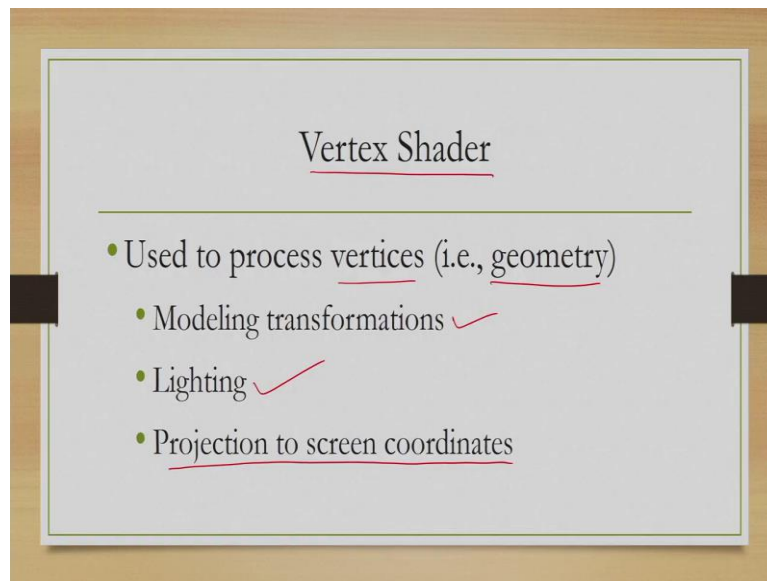 Vertex Shader
• Used to process vertices (i.e., geometry)
• Modeling transformations
• Lighting
• Projection to screen coordinates